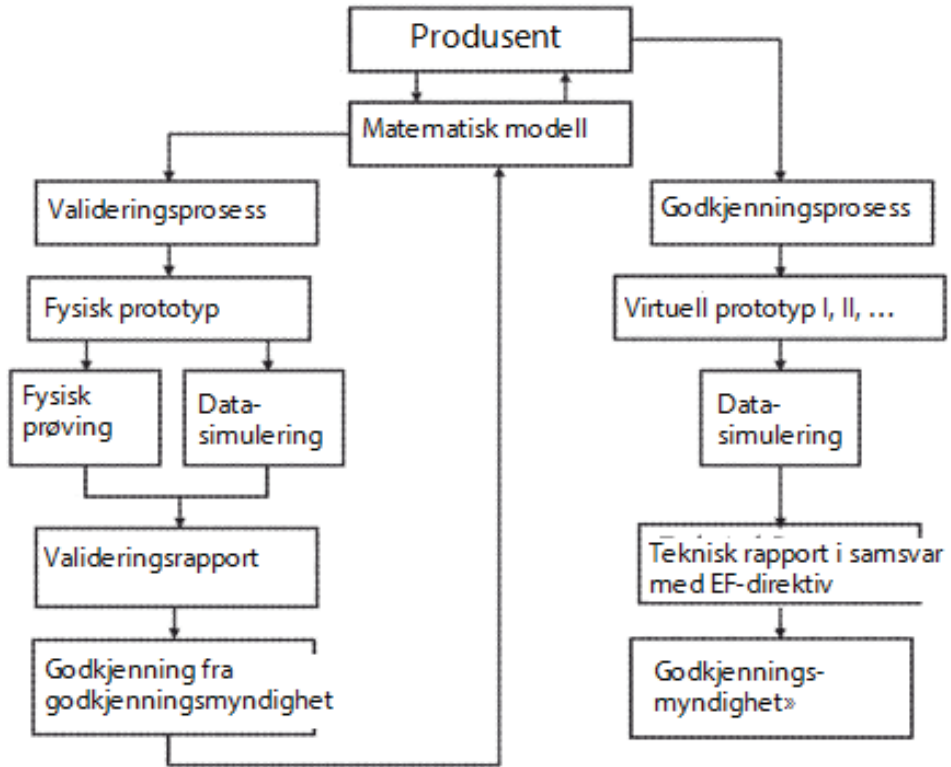 Produsent
Matematisk modell
Valideringsprosess
Godkjenningsprosess
Fysisk prototyp
Virtuell prototyp I, II, ...
Fysisk
prøving
Data-
simulering
Data-
simulering
Valideringsrapport
Teknisk rapport i samsvar
med EF-direktiv
Godkjenning fra
godkjenningsmyndighet
Godkjennings-
myndighet»